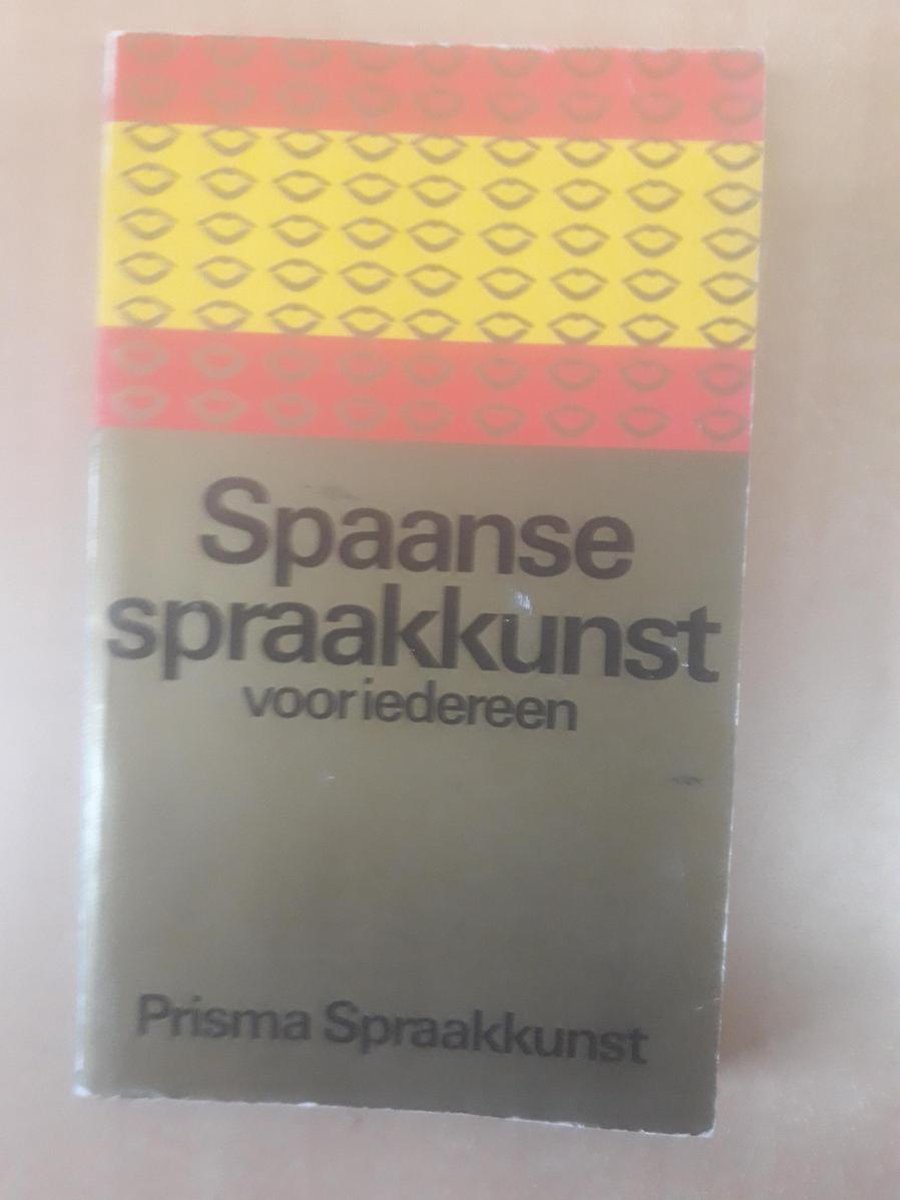 Spaanse
spraakkunst
voor iedereen
Prisma Spraakkunst